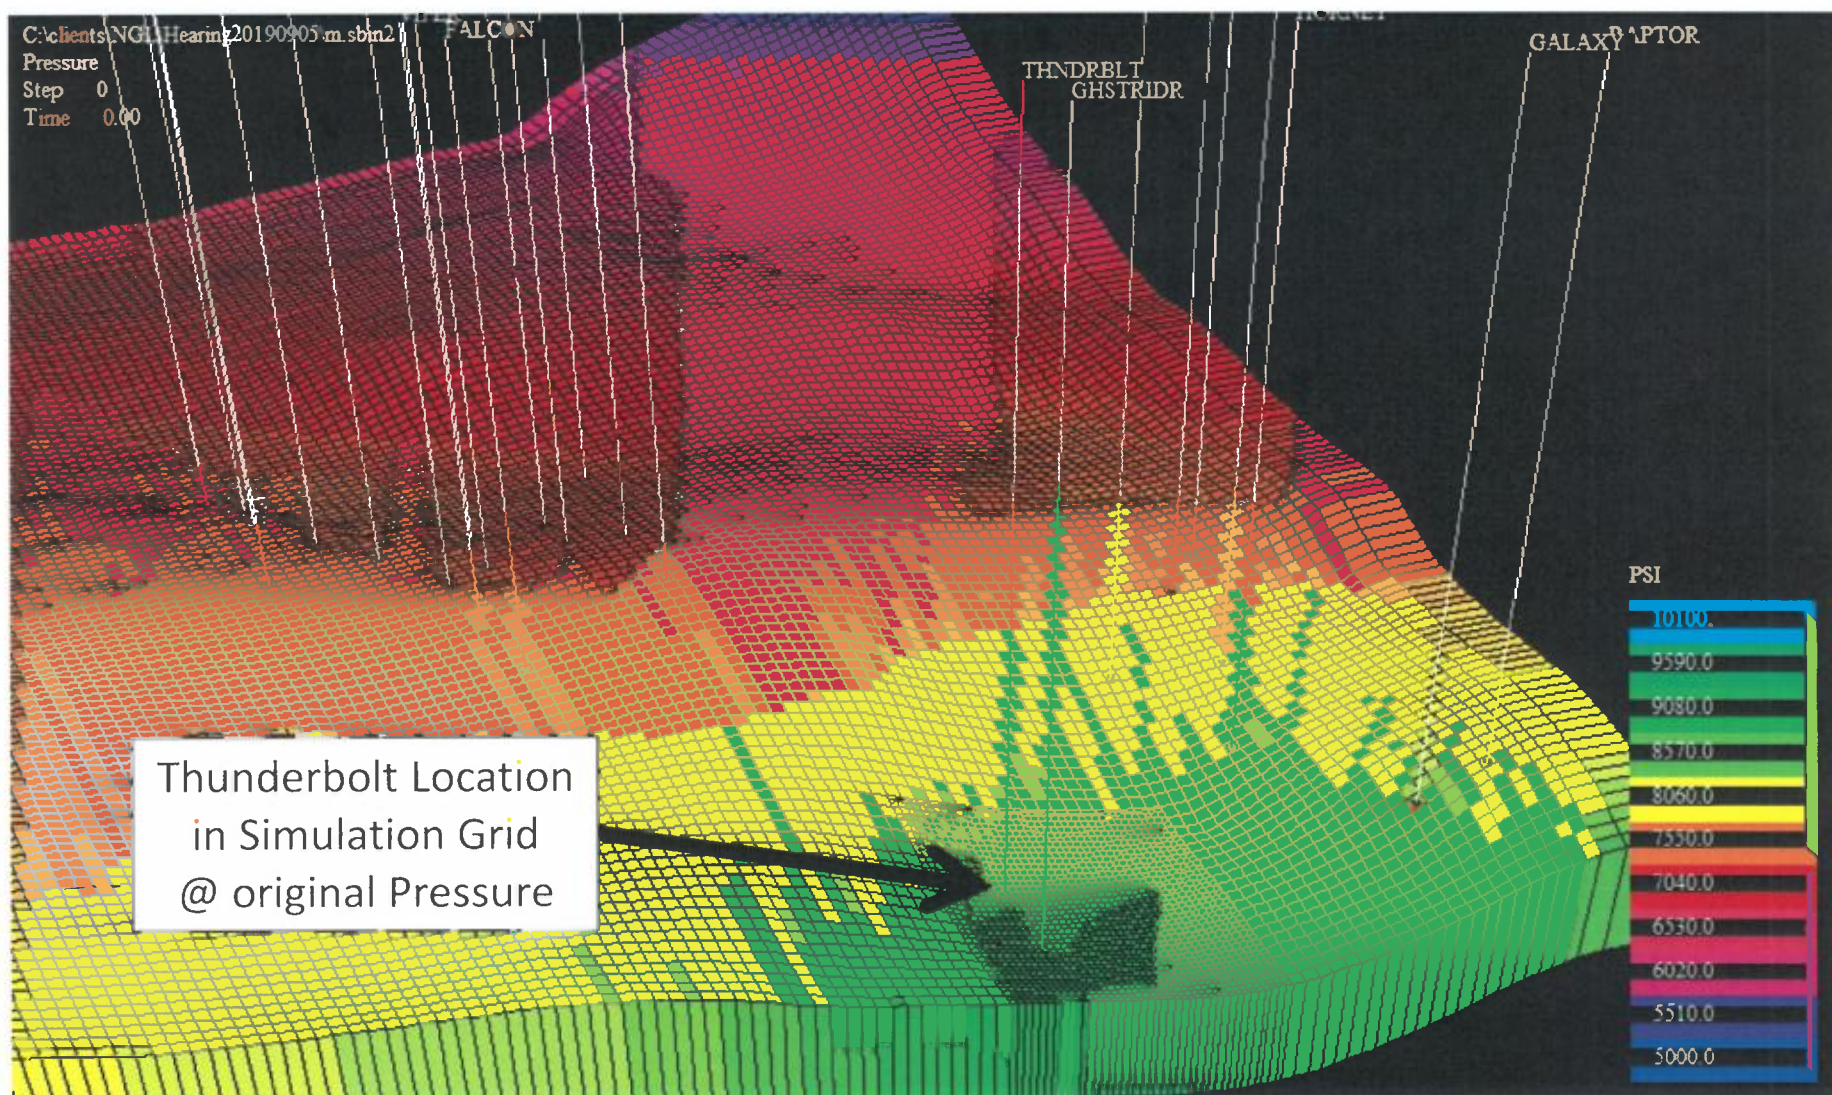 C:\clients\NGL\Hearing20190905\m.sbin2
Pressure
Step 0
Time 0.00
FALCON
THNDRBLT
GHSTRIDR
HORNET
GALAXY
RAPTOR
Thunderbolt Location
in Simulation Grid
@ original Pressure
PSI
10100.
9590.0
9080.0
8570.0
8060.0
7550.0
7040.0
6530.0
6020.0
5510.0
5000.0